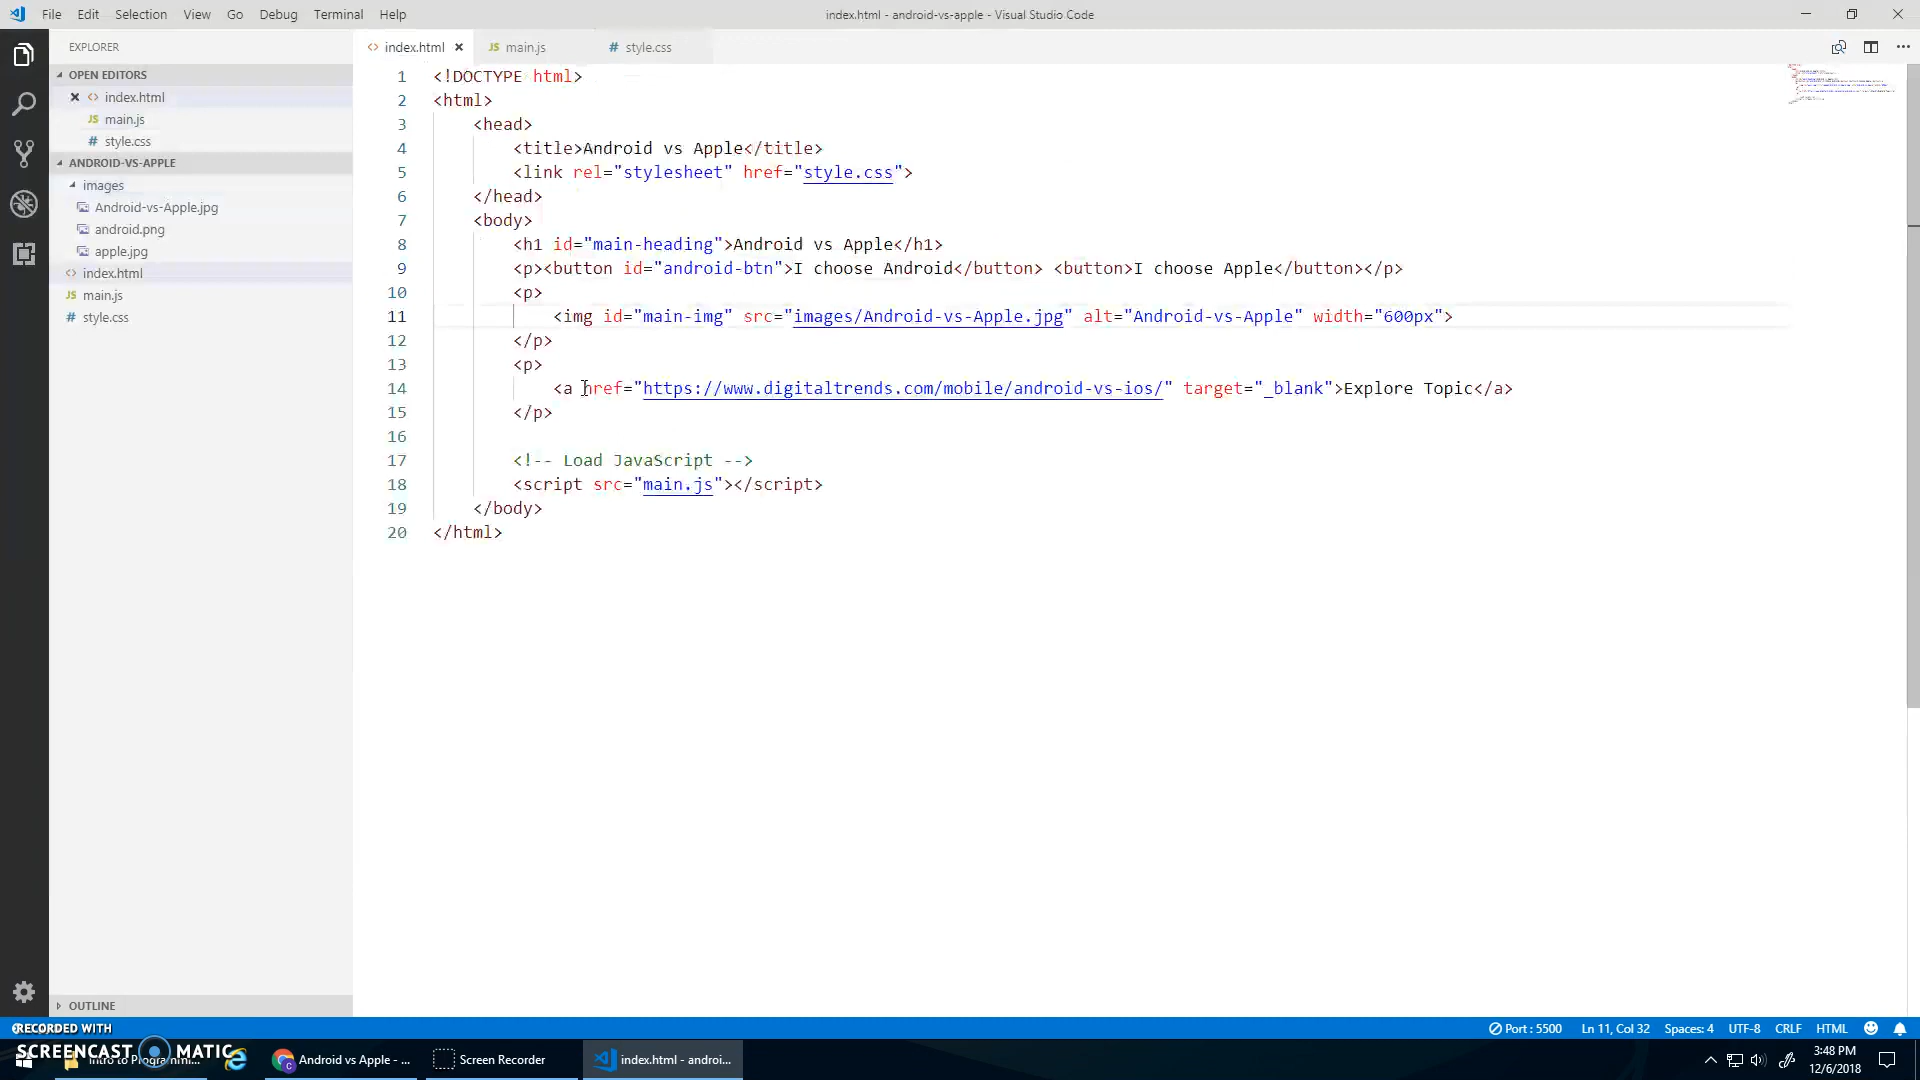 File Edit Selection View Go Debug Terminal Help
index.html - android-vs-apple - Visual Studio Code
EXPLORER
OPEN EDITORS
index.html
JS main.js
# style.css
ANDROID-VS-APPLE
images
Android-vs-Apple.jpg
android.png
apple.jpg
<> index.html
JS main.js
# style.css
OUTLINE
<> index.html × JS main.js # style.css
1 <!DOCTYPE html>
2 <html>
3 <head>
4 <title>Android vs Apple</title>
5 <link rel="stylesheet" href="style.css">
6 </head>
7 <body>
8 <h1 id="main-heading">Android vs Apple</h1>
9 <p><button id="android-btn">I choose Android</button> <button>I choose Apple</button></p>
10 <p>
11 <img id="main-img" src="images/Android-vs-Apple.jpg" alt="Android-vs-Apple" width="600px">
12 </p>
13 <p>
14 <a href="https://www.digitaltrends.com/mobile/android-vs-ios/" target="_blank">Explore Topic</a>
15 </p>
16
17 <!-- Load JavaScript -->
18 <script src="main.js"></script>
19 </body>
20 </html>
Port : 5500 Ln 11, Col 32 Spaces: 4 UTF-8 CRLF HTML
RECORDED WITH
SCREENCAST MATIC
Intro to Programmi...
Android vs Apple - ...
Screen Recorder
index.html - androi...
3:48 PM
12/6/2018